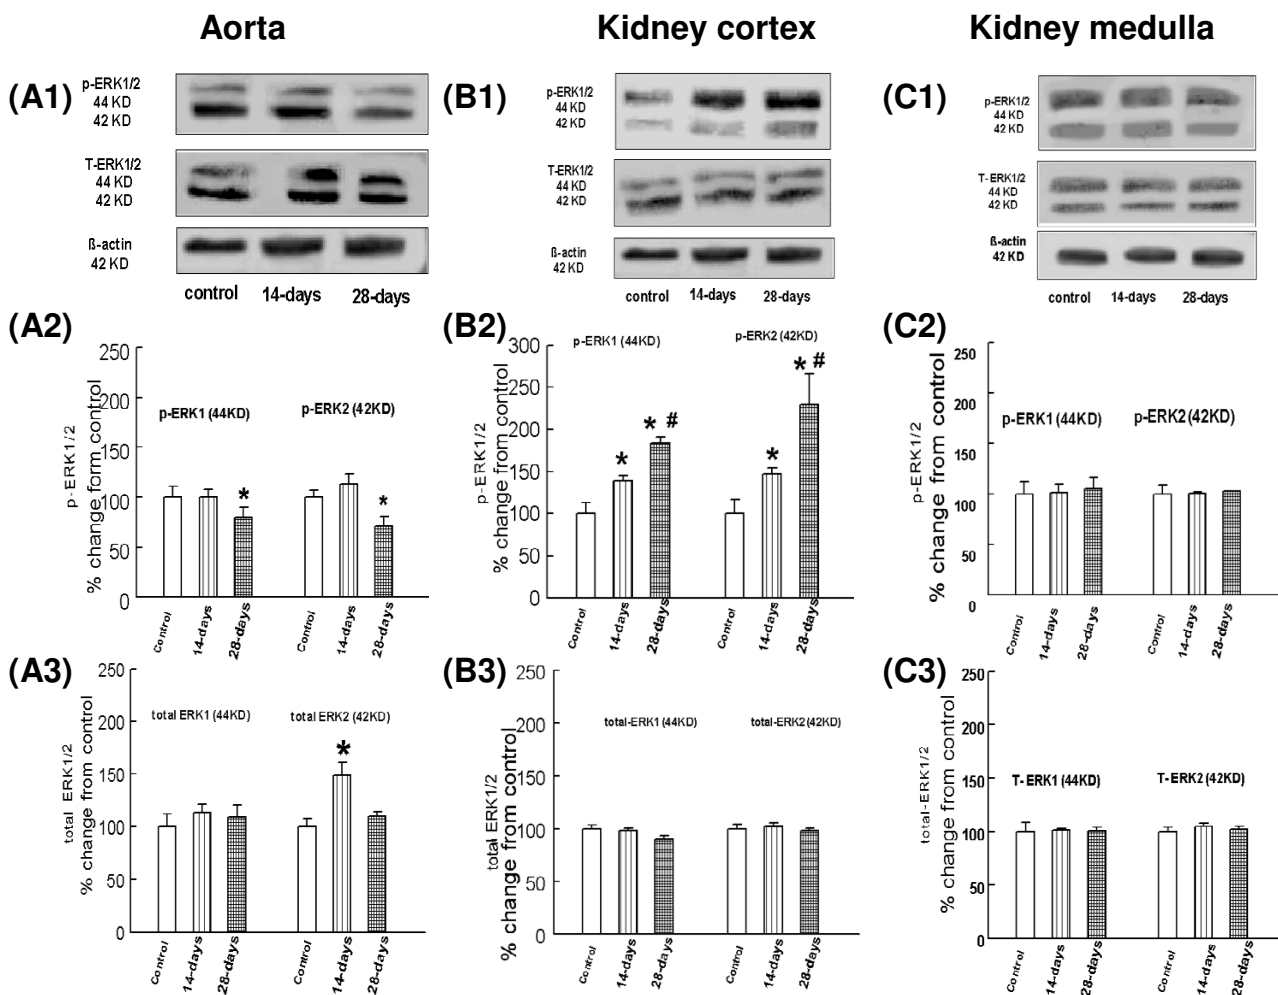 Aorta
Kidney cortex
Kidney medulla
(A1)
p-ERK1/2
44 KD
42 KD
T-ERK1/2
44 KD
42 KD
ß-actin
42 KD
control 14-days 28-days
(B1)
p-ERK1/2
44 KD
42 KD
T-ERK1/2
44 KD
42 KD
ß-actin
42 KD
control 14-days 28-days
(C1)
p-ERK1/2
44 KD
42 KD
T-ERK1/2
44 KD
42 KD
ß-actin
42 KD
control 14-days 28-days
(A2)
p-ERK1/2
% change form control
250
200
150
100
50
0
p-ERK1 (44KD)
p-ERK2 (42KD)
*
*
Control 14-days 28-days Control 14-days 28-days
(B2)
p-ERK1/2
% change from control
300
250
200
150
100
50
0
p-ERK1 (44KD)
p-ERK2 (42KD)
*
* #
*
* #
Control 14-days 28-days Control 14-days 28-days
(C2)
p-ERK1/2
% change from control
250
200
150
100
50
0
p-ERK1 (44KD)
p-ERK2 (42KD)
Control 14-days 28-days Control 14-days 28-days
(A3)
total ERK1/2
% change from control
250
200
150
100
50
0
total ERK1 (44KD)
total ERK2 (42KD)
*
Control 14-days 28-days Control 14-days 28-days
(B3)
total ERK1/2
% change from control
250
200
150
100
50
0
total-ERK1 (44KD)
total-ERK2 (42KD)
Control 14-days 28-days Control 14-days 28-days
(C3)
total-ERK1/2
% change from control
250
200
150
100
50
0
T-ERK1 (44KD)
T-ERK2 (42KD)
Control 14-days 28-days Control 14-days 28-days